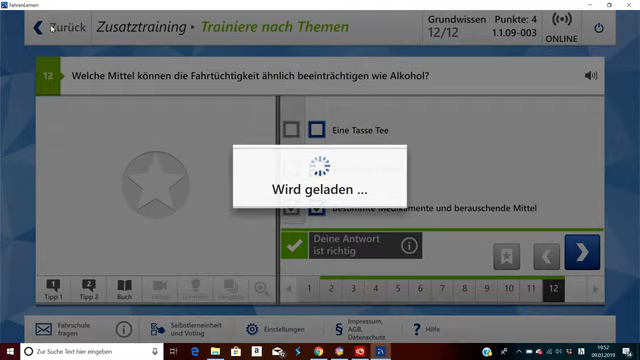 FahrenLernen
Zurück
Zusatztraining
Trainiere nach Themen
Grundwissen
12/12
Punkte: 4
1.1.09-003
ONLINE
12
Welche Mittel können die Fahrtüchtigkeit ähnlich beeinträchtigen wie Alkohol?
Eine Tasse Tee
Wird geladen ...
Bestimmte Medikamente und berauschende Mittel
Deine Antwort
ist richtig
Tipp 1
Tipp 2
Buch
1 2 3 4 5 6 7 8 9 10 11 12
Fahrschule
fragen
Selbstlerneinheit
und Voting
Einstellungen
Impressum,
AGB,
Datenschutz
Hilfe
Zur Suche Text hier eingeben
19:52
09.03.2019